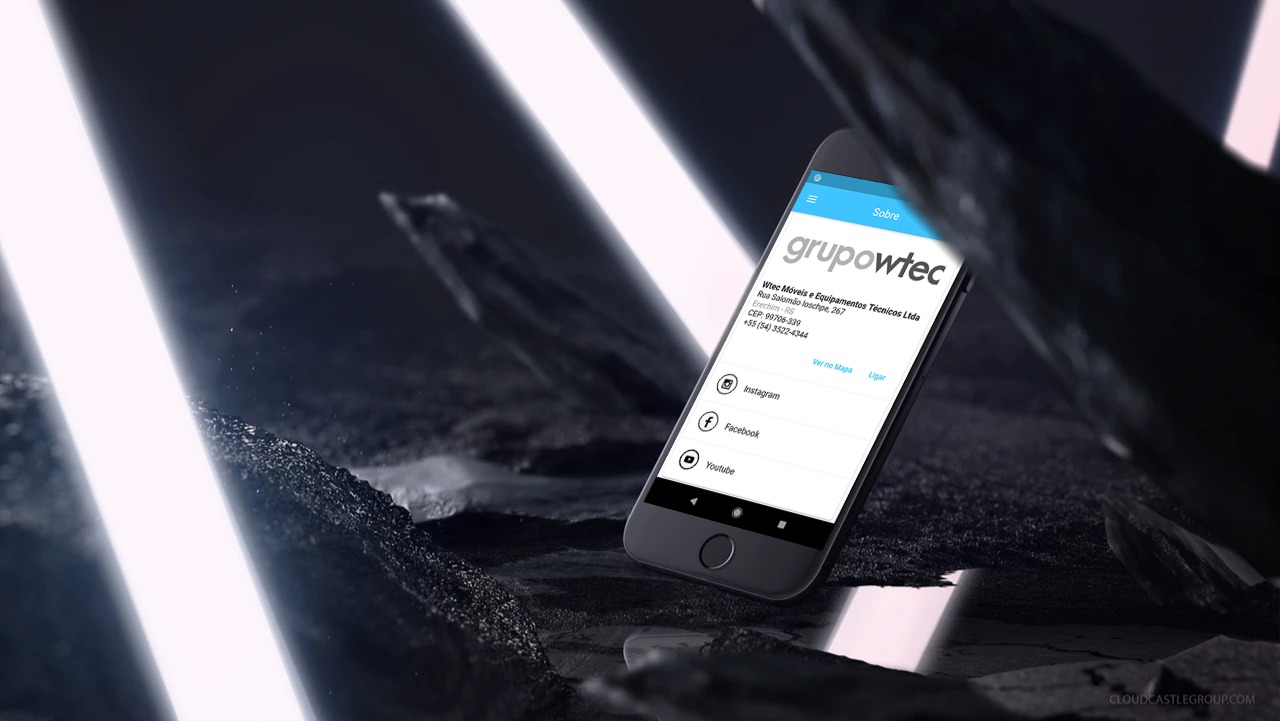 Sobre
grupowtec
Wtec Móveis e Equipamentos Técnicos Ltda
Rua Salomão Ioschpe, 267
Erechim - RS
CEP: 99706-339
+55 (54) 3522-4344
Ver no Mapa Ligar
Instagram
Facebook
Youtube
CLOUDCASTLEGROUP.COM